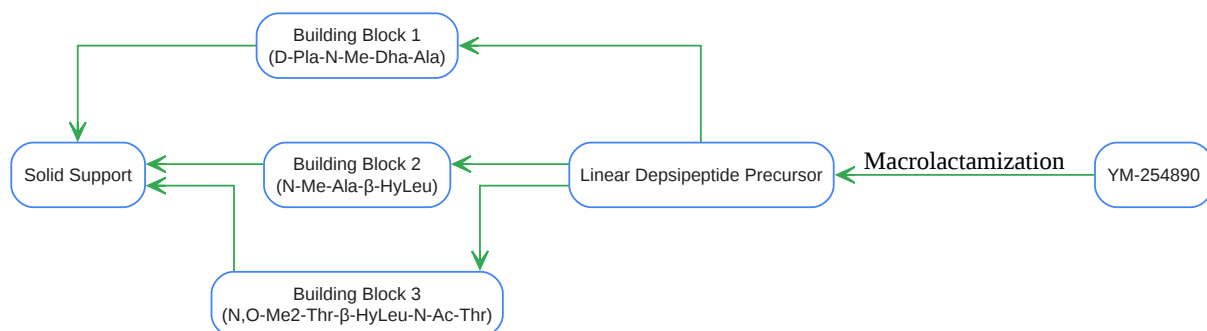 Building Block 1
(D-Pla-N-Me-Dha-Ala)
Solid Support
Building Block 2
(N-Me-Ala-β-HyLeu)
Linear Depsipeptide Precursor
Macrolactamization
YM-254890
Building Block 3
(N,O-Me2-Thr-β-HyLeu-N-Ac-Thr)